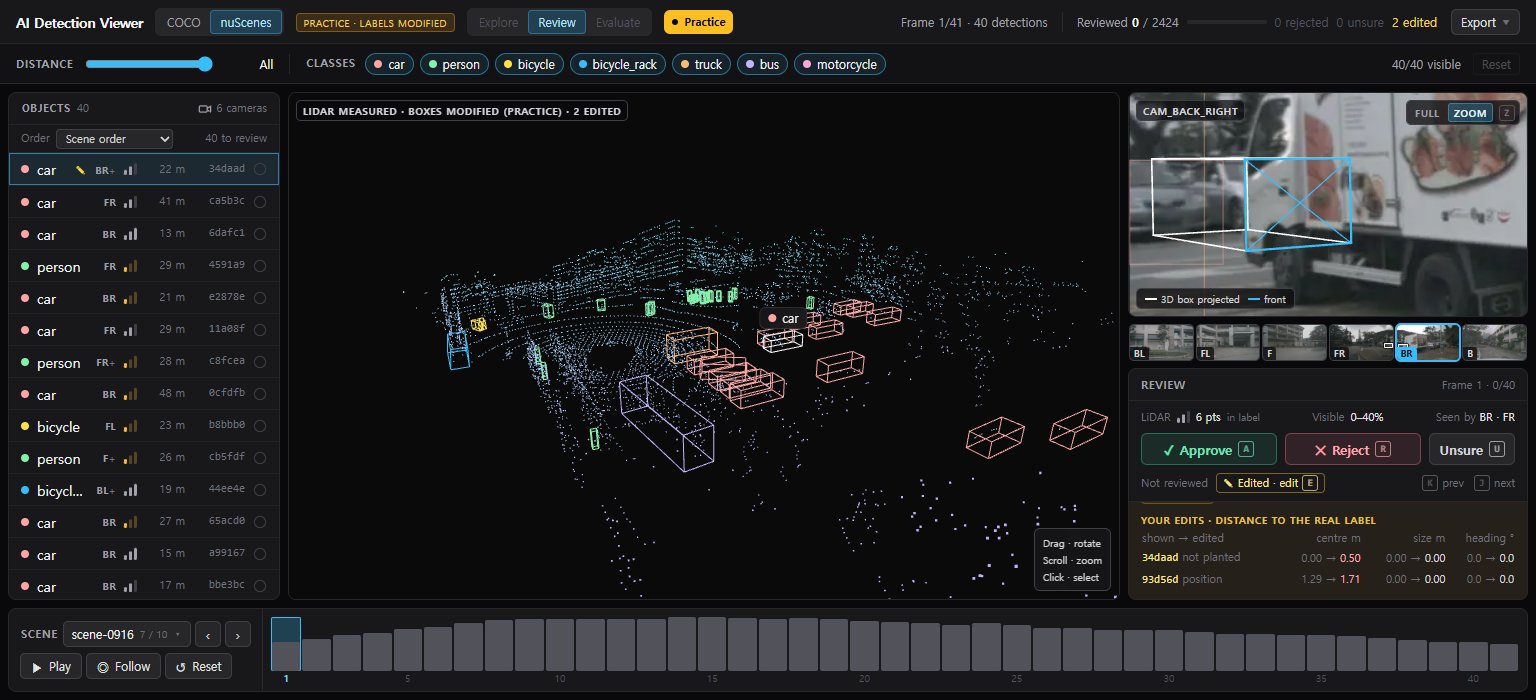 AI Detection Viewer COCO nuScenes PRACTICE · LABELS MODIFIED Explore Review Evaluate Practice Frame 1/41 · 40 detections Reviewed 0 / 2424 0 rejected 0 unsure 2 edited Export
DISTANCE All CLASSES car person bicycle bicycle_rack truck bus motorcycle 40/40 visible Reset
OBJECTS 40 6 cameras
Order Scene order 40 to review
car BR+ 22 m 34daad
car FR 41 m ca5b3c
car BR 13 m 6dafc1
person FR 29 m 4591a9
car BR 21 m e2878e
car FR 29 m 11a08f
person FR+ 28 m c8fcea
car BR 48 m 0cfdfb
bicycle FL 23 m b8bbb0
person F+ 26 m cb5fdf
bicycl... BL+ 19 m 44ee4e
car BR 27 m 65acd0
car BR 15 m a99167
car BR 17 m bbe3bc
LIDAR MEASURED · BOXES MODIFIED (PRACTICE) · 2 EDITED
car
Drag · rotate
Scroll · zoom
Click · select
CAM_BACK_RIGHT FULL ZOOM Z
3D box projected front
BL FL F FR BR B
REVIEW Frame 1 · 0/40
LiDAR 6 pts in label Visible 0–40% Seen by BR · FR
✓ Approve A ✕ Reject R Unsure U
Not reviewed Edited · edit E K prev J next
YOUR EDITS · DISTANCE TO THE REAL LABEL
shown → edited centre m size m heading °
34daad not planted 0.00 → 0.50 0.00 → 0.00 0.0 → 0.0
93d56d position 1.29 → 1.71 0.00 → 0.00 0.0 → 0.0
SCENE scene-0916 7 / 10 ‹ ›
▶ Play ◎ Follow ↺ Reset
1 5 10 15 20 25 30 35 40